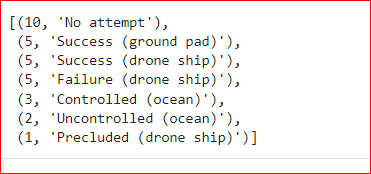 [(10, 'No attempt'),
(5, 'Success (ground pad)'),
(5, 'Success (drone ship)'),
(5, 'Failure (drone ship)'),
(3, 'Controlled (ocean)'),
(2, 'Uncontrolled (ocean)'),
(1, 'Precluded (drone ship)')]